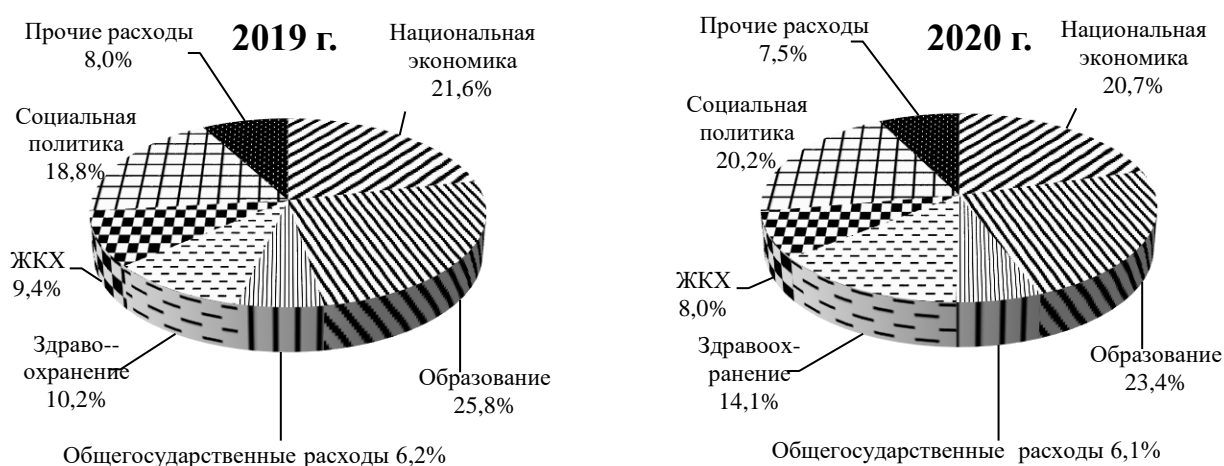 2019 г.
Прочие расходы
8,0%
Национальная
экономика
21,6%
Социальная
политика
18,8%
ЖКХ
9,4%
Здраво--
охранение
10,2%
Образование
25,8%
Общегосударственные расходы 6,2%
2020 г.
Прочие расходы
7,5%
Национальная
экономика
20,7%
Социальная
политика
20,2%
ЖКХ
8,0%
Здравоох-
ранение
14,1%
Образование
23,4%
Общегосударственные расходы 6,1%